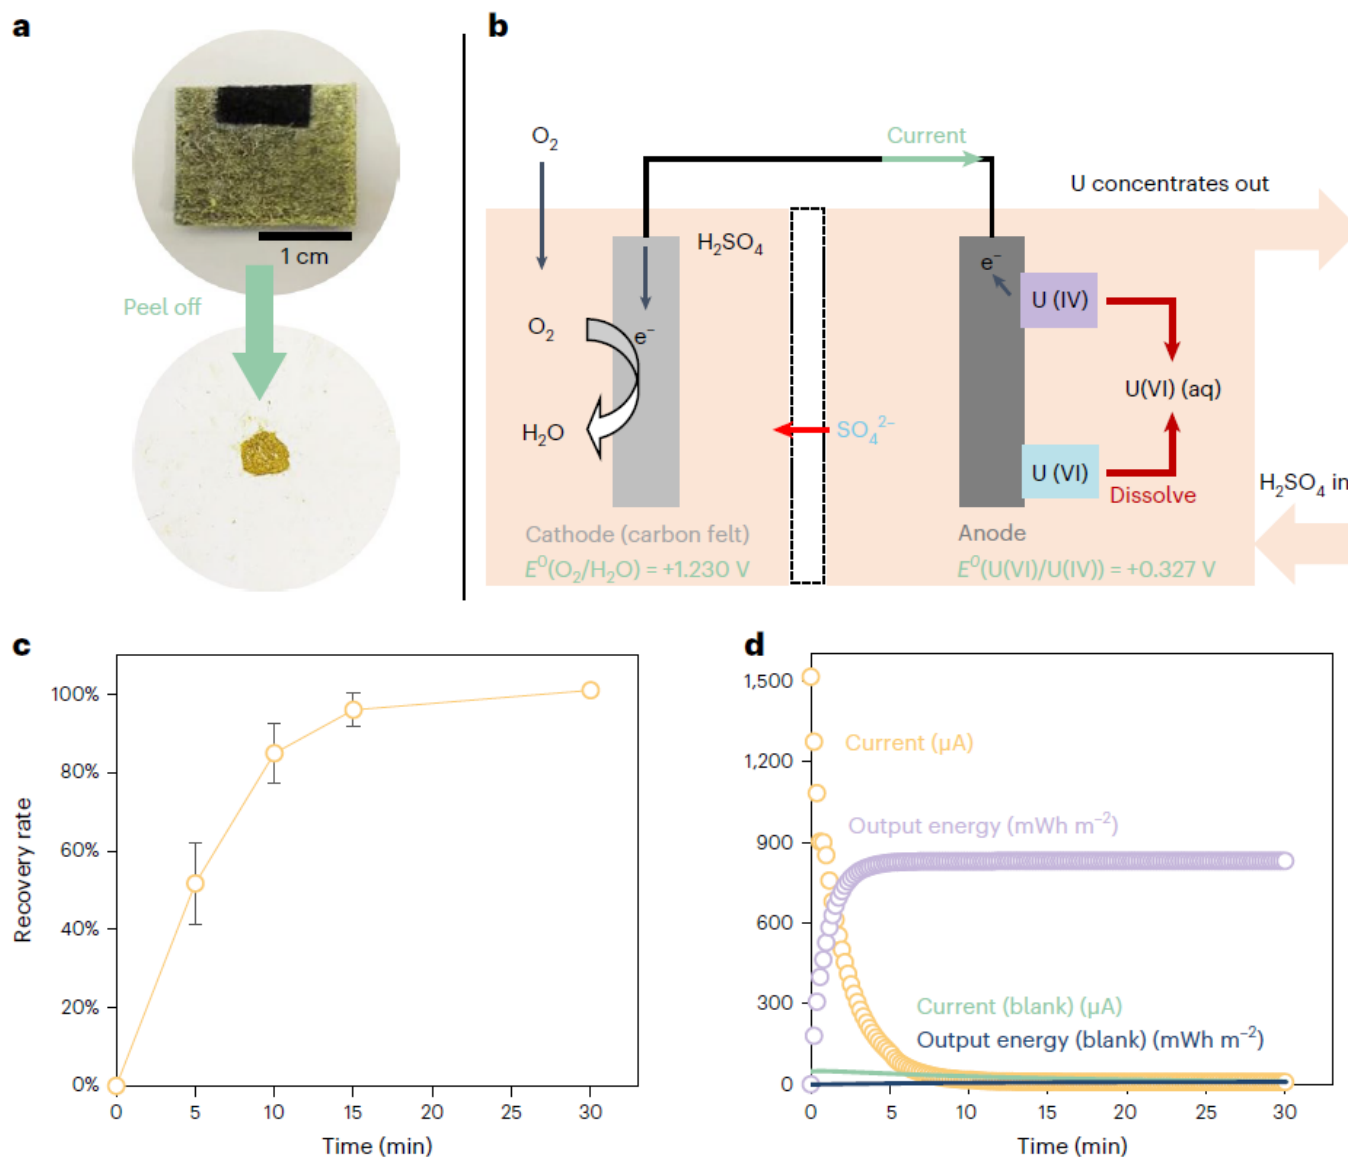 a
1 cm
Peel off
b
O₂
Current
U concentrates out
H₂SO₄
e⁻
U (IV)
O₂
e⁻
U(VI) (aq)
H₂O
SO₄²⁻
U (VI)
Dissolve
H₂SO₄ in
Cathode (carbon felt)
Anode
E⁰(O₂/H₂O) = +1.230 V
E⁰(U(VI)/U(IV)) = +0.327 V
c
100%
80%
60%
40%
20%
0%
Recovery rate
0 5 10 15 20 25 30
Time (min)
d
1,500
1,200
900
600
300
0
Current (µA)
Output energy (mWh m⁻²)
Current (blank) (µA)
Output energy (blank) (mWh m⁻²)
0 5 10 15 20 25 30
Time (min)